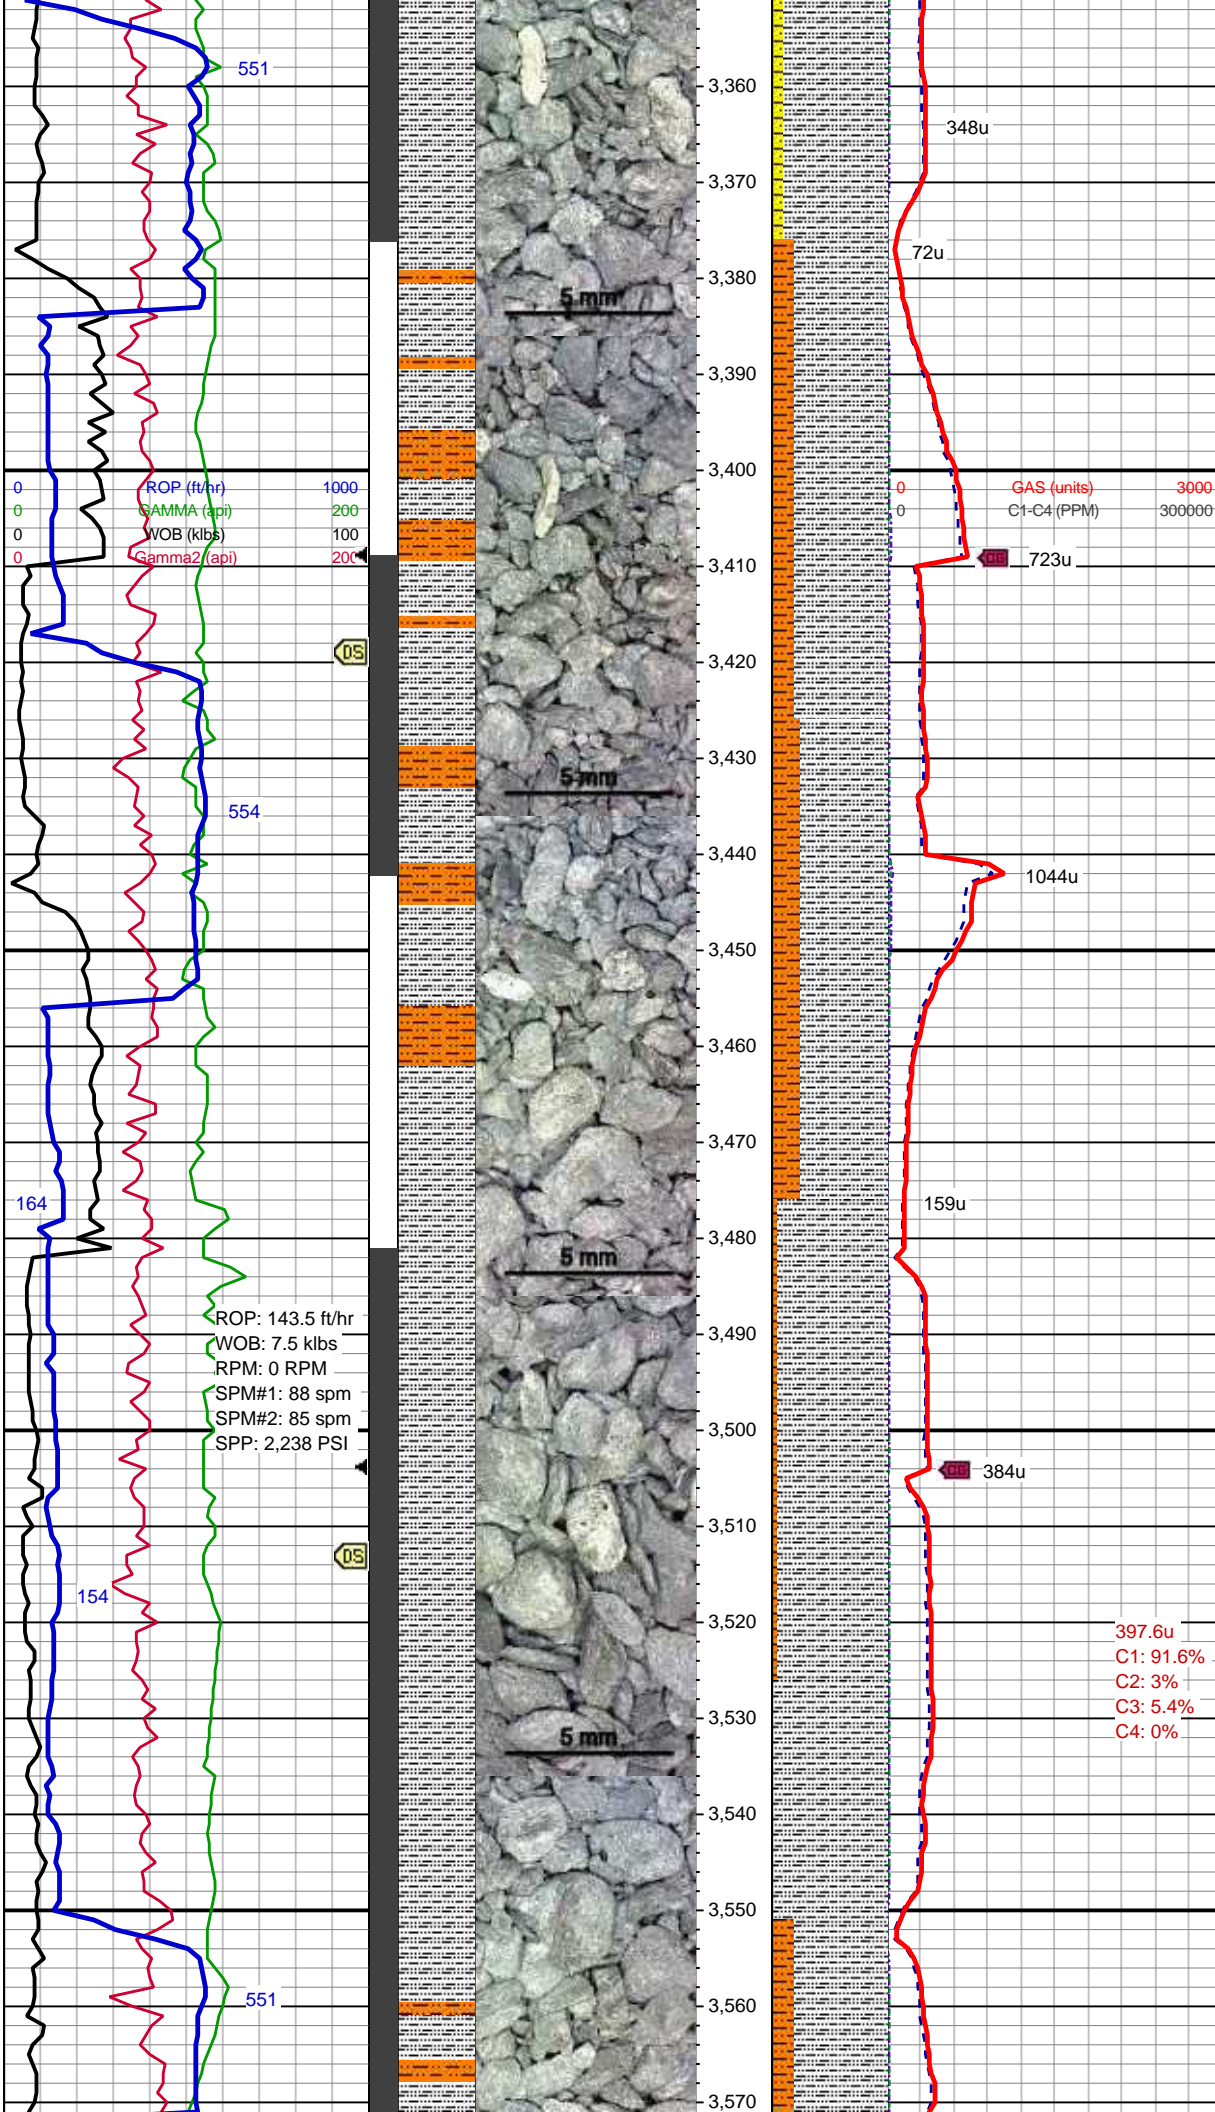 551
3,360
348u
3,370
72u
3,380
5 mm
3,390
3,400
0 ROP (ft/hr) 1000
0 GAMMA (api) 200
0 WOB (klbs) 100
0 Gamma2 (api) 200
0 GAS (units) 3000
0 C1-C4 (PPM) 300000
CG 723u
3,410
DS
3,420
3,430
5 mm
554
3,440
1044u
3,450
3,460
3,470
164
159u
3,480
5 mm
ROP: 143.5 ft/hr
WOB: 7.5 klbs
RPM: 0 RPM
SPM#1: 88 spm
SPM#2: 85 spm
SPP: 2,238 PSI
3,490
3,500
CG 384u
3,510
DS
154
3,520
397.6u
C1: 91.6%
C2: 3%
C3: 5.4%
C4: 0%
3,530
5 mm
3,540
3,550
551
3,560
3,570